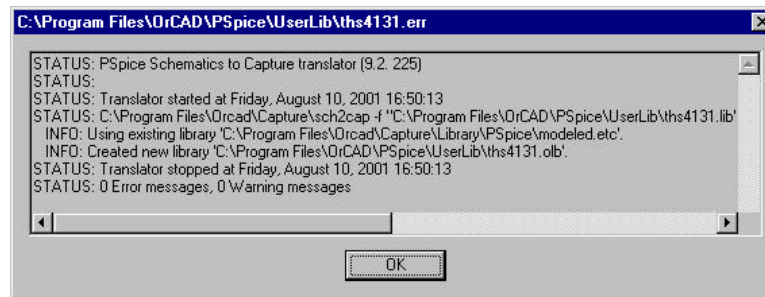 C:\Program Files\OrCAD\PSpice\UserLib\ths4131.err
STATUS: PSpice Schematics to Capture translator (9.2. 225)
STATUS:
STATUS: Translator started at Friday, August 10, 2001 16:50:13
STATUS: C:\Program Files\Orcad\Capture\sch2cap -f "C:\Program Files\OrCAD\PSpice\UserLib\ths4131.lib'
INFO: Using existing library 'C:\Program Files\Orcad\Capture\Library\PSpice\modeled.etc'.
INFO: Created new library 'C:\Program Files\OrCAD\PSpice\UserLib\ths4131.olb'.
STATUS: Translator stopped at Friday, August 10, 2001 16:50:13
STATUS: 0 Error messages, 0 Warning messages
OK